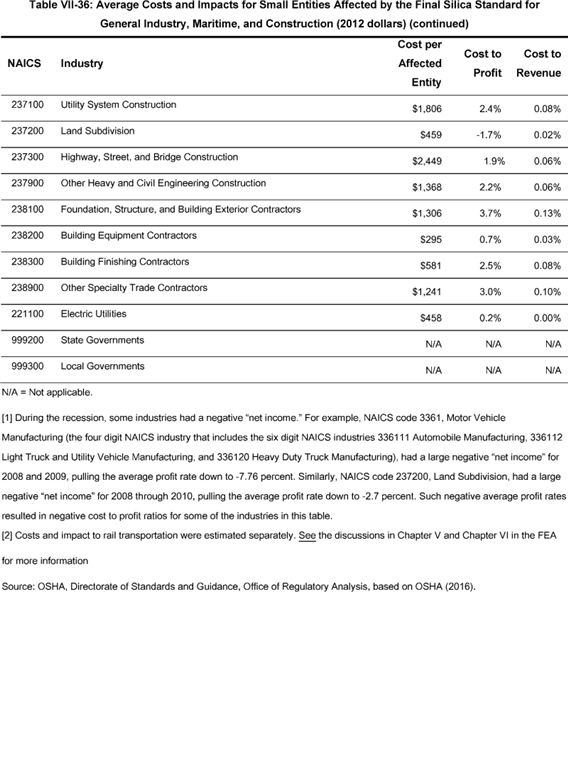 Table VII-36: Average Costs and Impacts for Small Entities Affected by the Final Silica Standard for
General Industry, Maritime, and Construction (2012 dollars) (continued)
NAICS Industry Cost per Affected Entity Cost to Profit Cost to Revenue
237100 Utility System Construction $1,806 2.4% 0.08%
237200 Land Subdivision $459 -1.7% 0.02%
237300 Highway, Street, and Bridge Construction $2,449 1.9% 0.06%
237900 Other Heavy and Civil Engineering Construction $1,368 2.2% 0.06%
238100 Foundation, Structure, and Building Exterior Contractors $1,306 3.7% 0.13%
238200 Building Equipment Contractors $295 0.7% 0.03%
238300 Building Finishing Contractors $581 2.5% 0.08%
238900 Other Specialty Trade Contractors $1,241 3.0% 0.10%
221100 Electric Utilities $458 0.2% 0.00%
999200 State Governments N/A N/A N/A
999300 Local Governments N/A N/A N/A
N/A = Not applicable.
[1] During the recession, some industries had a negative “net income.” For example, NAICS code 3361, Motor Vehicle
Manufacturing (the four digit NAICS industry that includes the six digit NAICS industries 336111 Automobile Manufacturing, 336112
Light Truck and Utility Vehicle Manufacturing, and 336120 Heavy Duty Truck Manufacturing), had a large negative “net income” for
2008 and 2009, pulling the average profit rate down to -7.76 percent. Similarly, NAICS code 237200, Land Subdivision, had a large
negative “net income” for 2008 through 2010, pulling the average profit rate down to -2.7 percent. Such negative average profit rates
resulted in negative cost to profit ratios for some of the industries in this table.
[2] Costs and impact to rail transportation were estimated separately. See the discussions in Chapter V and Chapter VI in the FEA
for more information
Source: OSHA, Directorate of Standards and Guidance, Office of Regulatory Analysis, based on OSHA (2016).